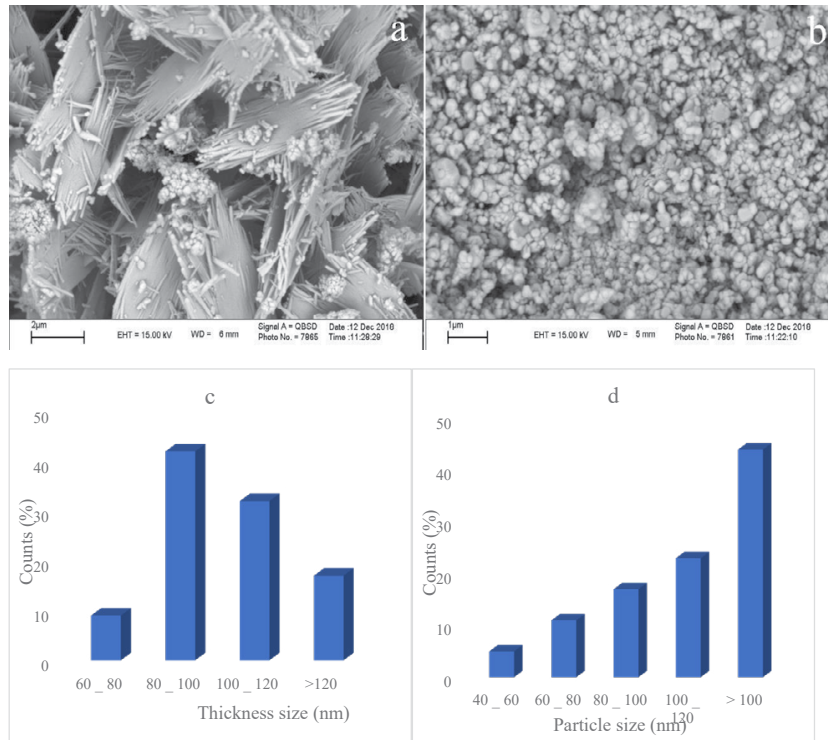 a
2µm
EHT = 15.00 kV
WD = 6 mm
Signal A = QBSD
Photo No. = 7865
Date :12 Dec 2010
Time :11:28:29
b
1µm
EHT = 15.00 kV
WD = 5 mm
Signal A = QBSD
Photo No. = 7861
Date :12 Dec 2010
Time :11:22:10
c
50
40
30
20
10
0
Counts (%)
60 _ 80
80 _ 100
100 _ 120
>120
Thickness size (nm)
d
50
40
30
20
10
0
Counts (%)
40 _ 60
60 _ 80
80 _ 100
100 _
120
> 100
Particle size (nm)